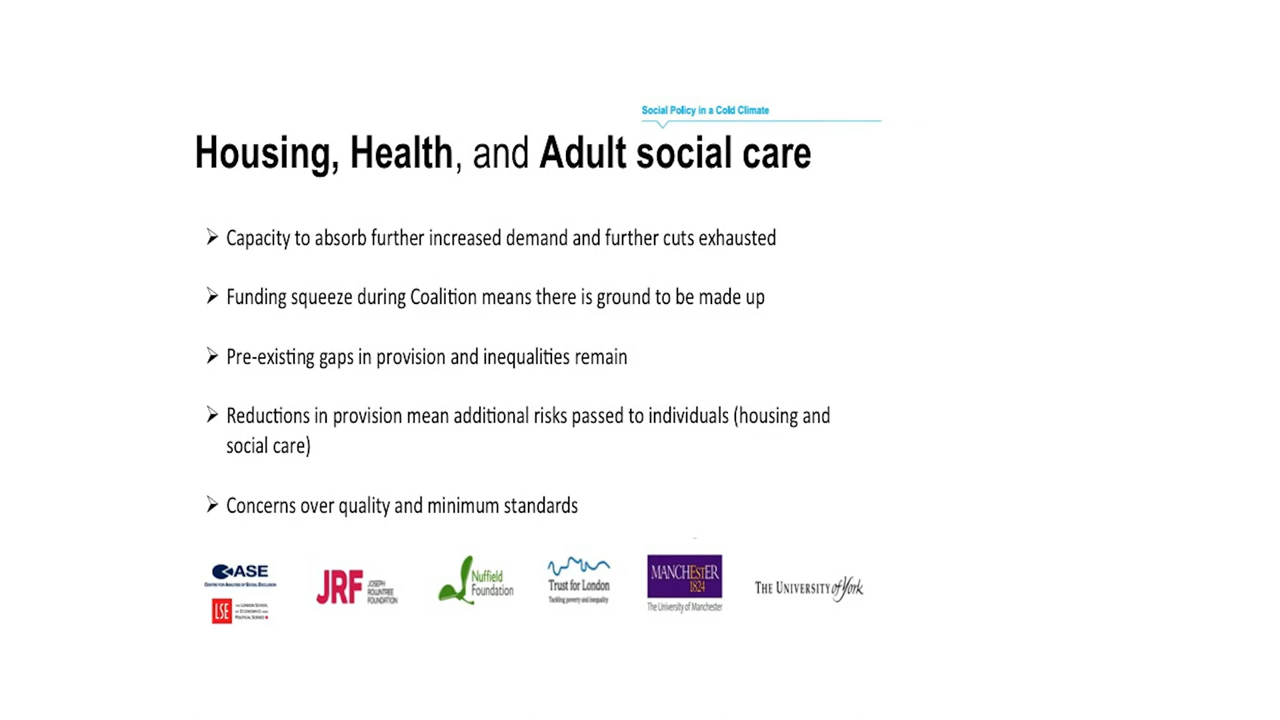 Social Policy in a Cold Climate
Housing, Health, and Adult social care
Capacity to absorb further increased demand and further cuts exhausted
Funding squeeze during Coalition means there is ground to be made up
Pre-existing gaps in provision and inequalities remain
Reductions in provision mean additional risks passed to individuals (housing and
social care)
Concerns over quality and minimum standards
CASE
CENTRE FOR ANALYSIS OF SOCIAL EXCLUSION
LSE
THE LONDON SCHOOL
OF ECONOMICS AND
POLITICAL SCIENCE
JRF
JOSEPH
ROWNTREE
FOUNDATION
Nuffield
Foundation
Trust for London
Tackling poverty and inequality
MANCHESTER
1824
The University of Manchester
THE UNIVERSITY of York